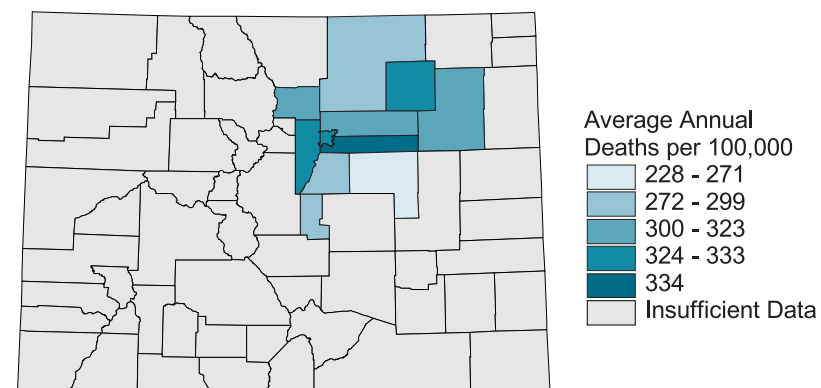 Average Annual
Deaths per 100,000
228 - 271
272 - 299
300 - 323
324 - 333
334
Insufficient Data